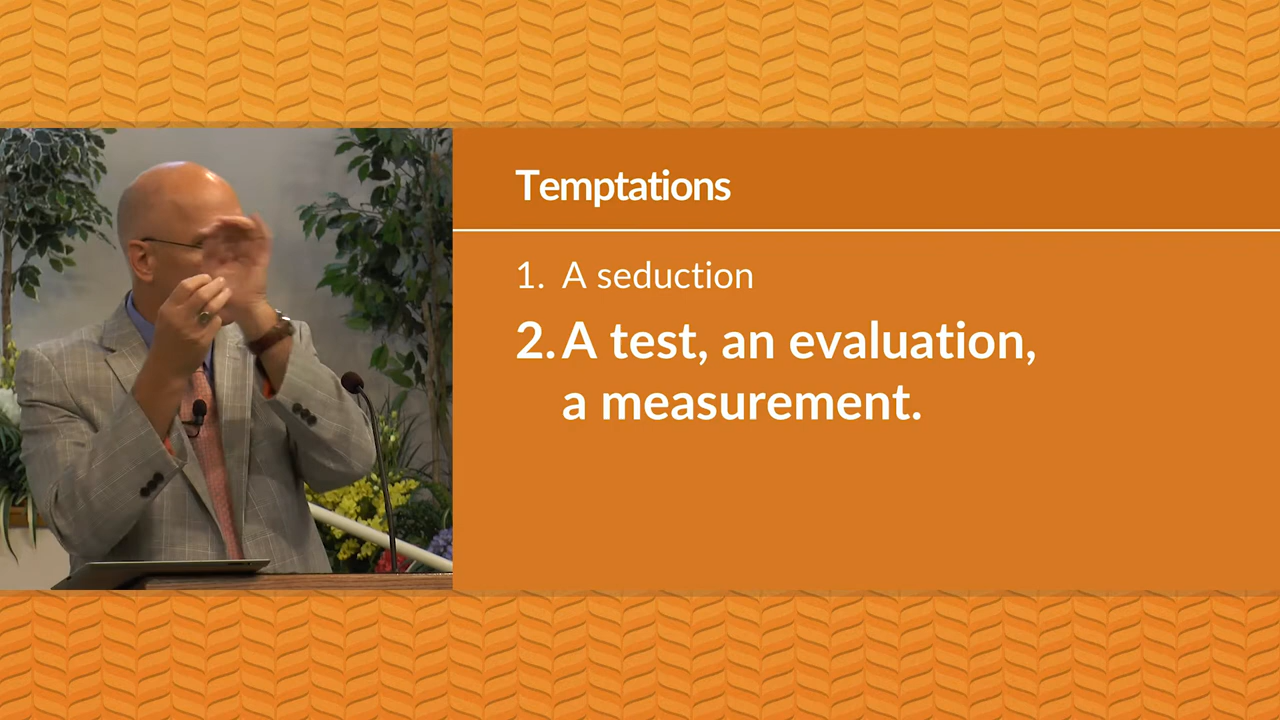 Temptations
1. A seduction
2. A test, an evaluation,
a measurement.